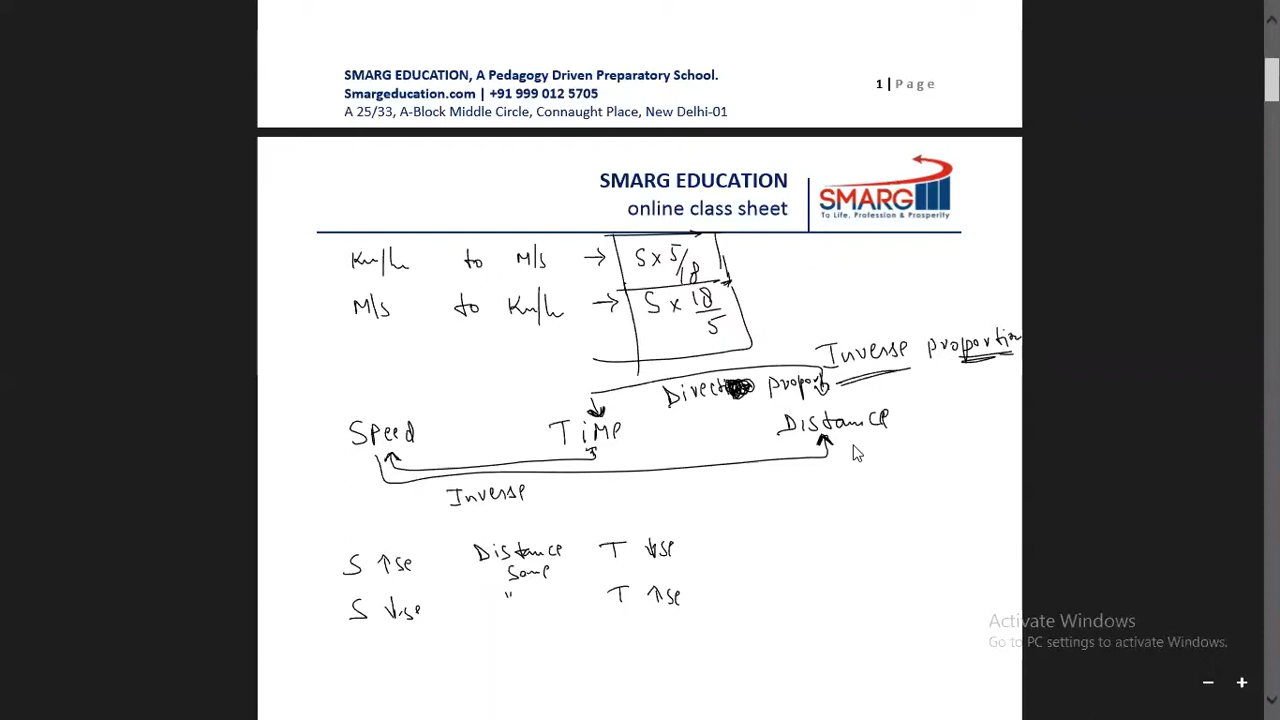 SMARG EDUCATION, A Pedagogy Driven Preparatory School.
Smargeducation.com | +91 999 012 5705
1 | Page
A 25/33, A-Block Middle Circle, Connaught Place, New Delhi-01
SMARG EDUCATION
online class sheet
SMARG
To Life, Profession & Prosperity
Km/h to M/s → S × 5/18
M/s to Km/h → S × 18/5
Inverse proportion
Direct propor
Speed Time Distance
Inverse
S ↑se Distance T ↓se
Same
S ↓se " T ↑se
Activate Windows
Go to PC settings to activate Windows.